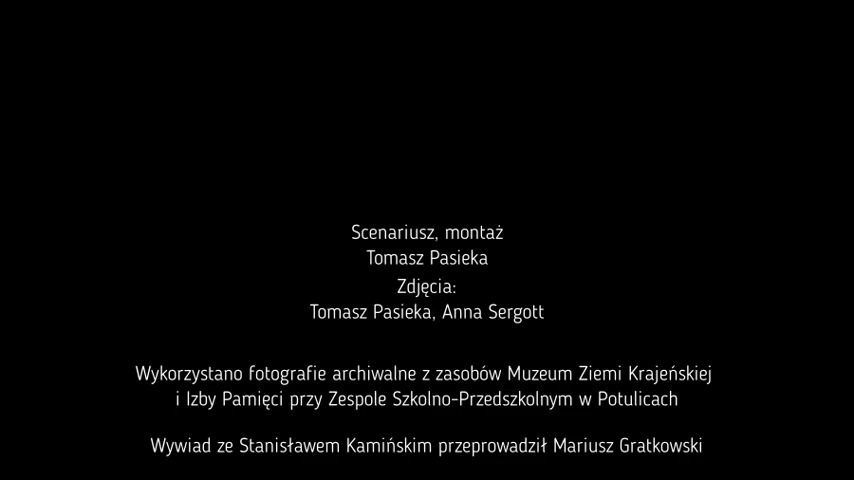 Scenariusz, montaż
Tomasz Pasieka
Zdjęcia:
Tomasz Pasieka, Anna Sergott
Wykorzystano fotografie archiwalne z zasobów Muzeum Ziemi Krajeńskiej
i Izby Pamięci przy Zespole Szkolno-Przedszkolnym w Potulicach
Wywiad ze Stanisławem Kamińskim przeprowadził Mariusz Gratkowski